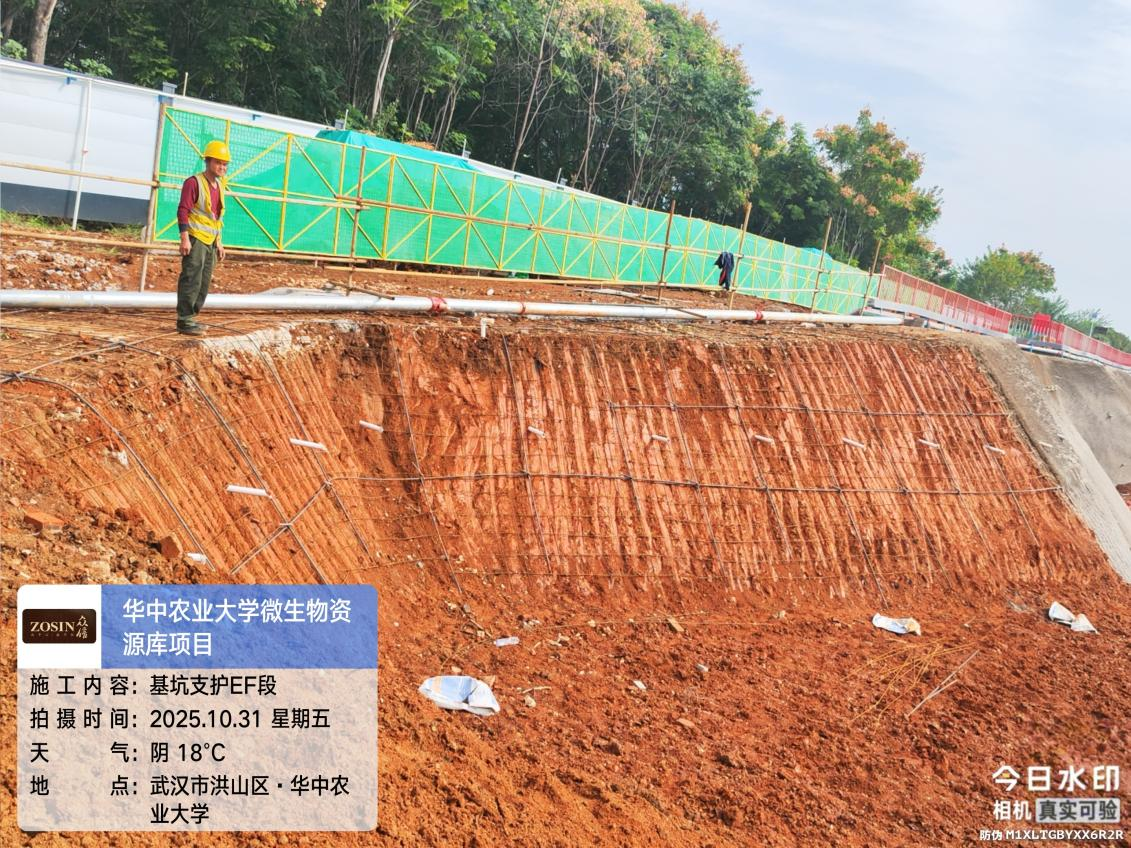 ZOSIN 众信
华中农业大学微生物资
源库项目
施工内容：基坑支护EF段
拍摄时间：2025.10.31 星期五
天气：阴 18°C
地点：武汉市洪山区·华中农
业大学
今日水印
相机 真实可验
防伪 M1XLTGBYXX6R2R